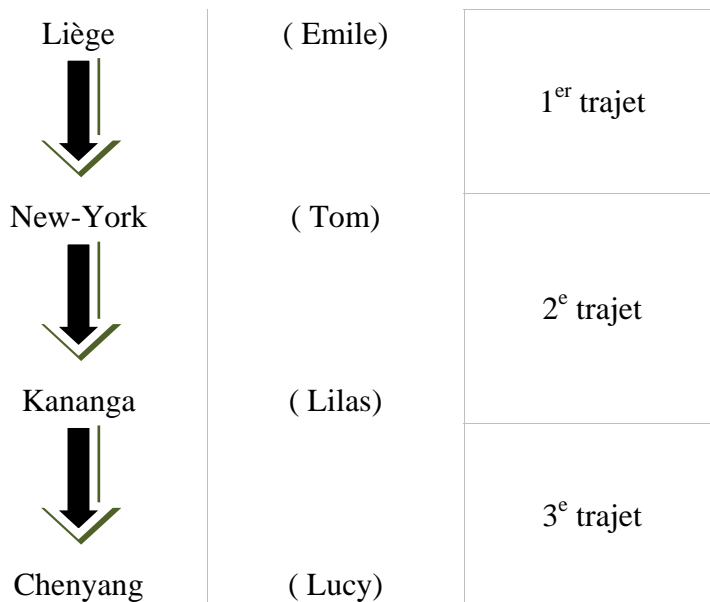 Liège ( Emile)
1er trajet
New-York ( Tom)
2e trajet
Kananga ( Lilas)
3e trajet
Chenyang ( Lucy)